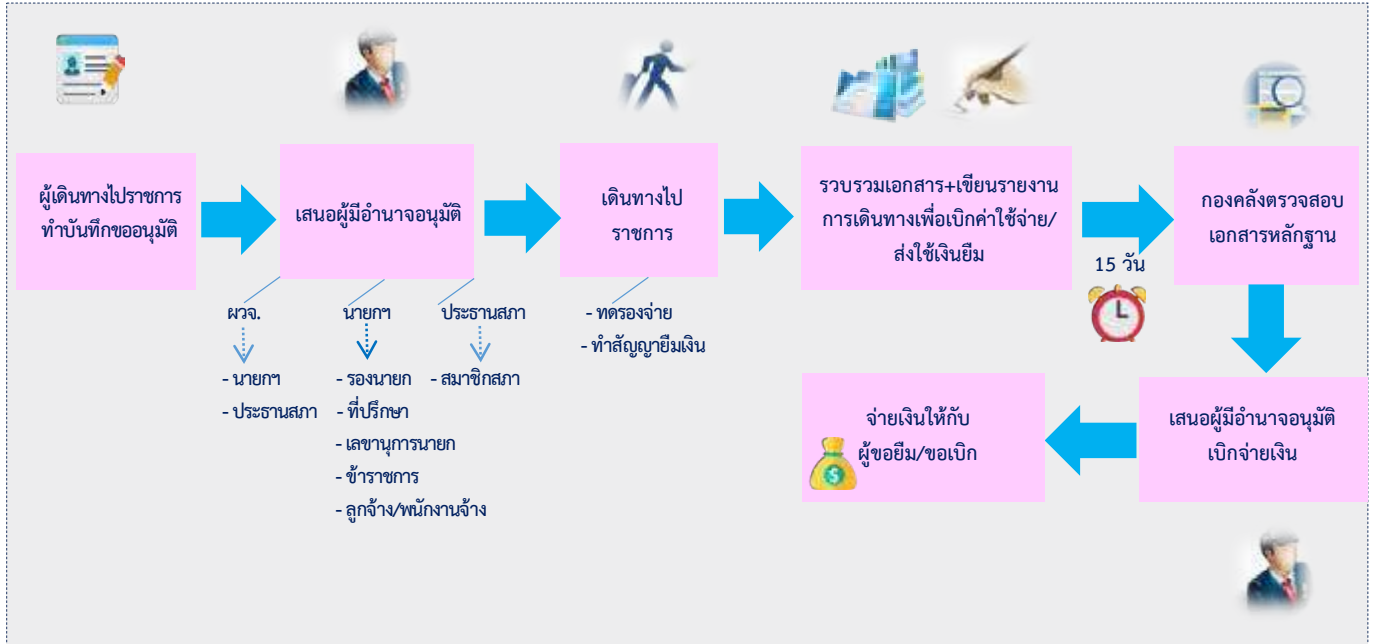 ผู้เดินทางไปราชการ
ทำบันทึกขออนุมัติ
เสนอผู้มีอำนาจอนุมัติ
ผวจ.
- นายกฯ
- ประธานสภา
นายกฯ
- รองนายก
- ที่ปรึกษา
- เลขานุการนายก
- ข้าราชการ
- ลูกจ้าง/พนักงานจ้าง
ประธานสภา
- สมาชิกสภา
เดินทางไป
ราชการ
- ทดรองจ่าย
- ทำสัญญายืมเงิน
รวบรวมเอกสาร+เขียนรายงาน
การเดินทางเพื่อเบิกค่าใช้จ่าย/
ส่งใช้เงินยืม
15 วัน
กองคลังตรวจสอบ
เอกสารหลักฐาน
เสนอผู้มีอำนาจอนุมัติ
เบิกจ่ายเงิน
จ่ายเงินให้กับ
ผู้ขอยืม/ขอเบิก